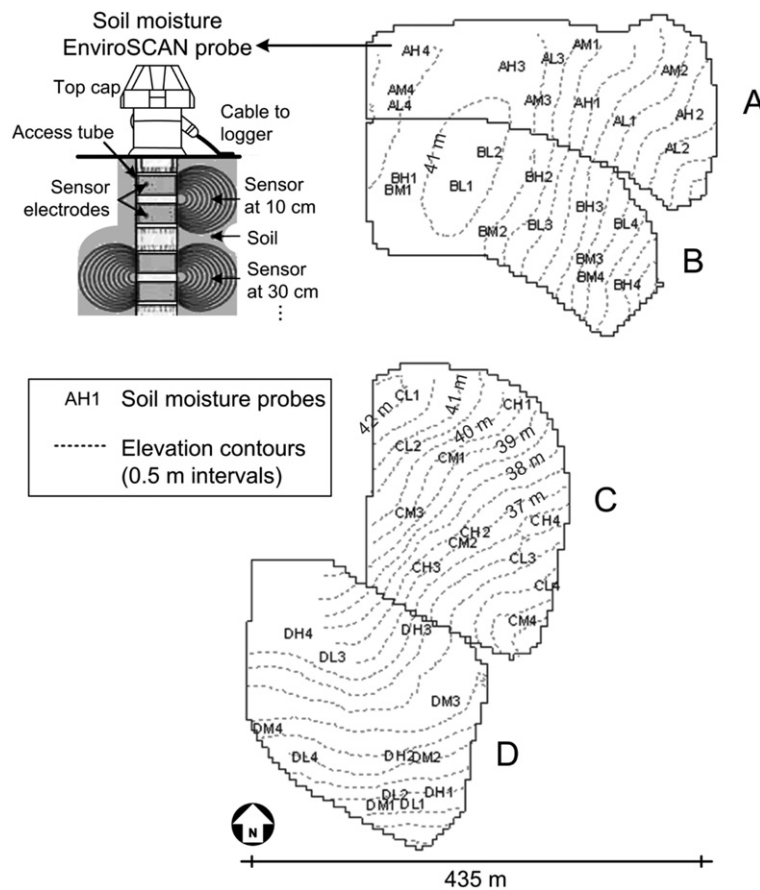 Soil moisture
EnviroSCAN probe
Top cap
Cable to
logger
Access tube
Sensor
electrodes
Sensor
at 10 cm
Soil
Sensor
at 30 cm
AH4
AH3
AL3
AM1
AM2
AM4
AL4
AM3
AH1
AL1
AH2
AL2
A
41 m
BL2
BH1
BM1
BL1
BH2
BM2
BL3
BH3
BL4
BM3
BM4
BH4
B
AH1 Soil moisture probes
Elevation contours
(0.5 m intervals)
CL1
42 m
41 m
CH1
40 m
CL2
CM1
39 m
38 m
37 m
CM3
CH4
CH2
CM2
CH3
CL3
CL4
CM4
C
DH4
DH3
DL3
DM3
DM4
DL4
DH2
DM2
DL2
DH1
DM1
DL1
D
N
435 m